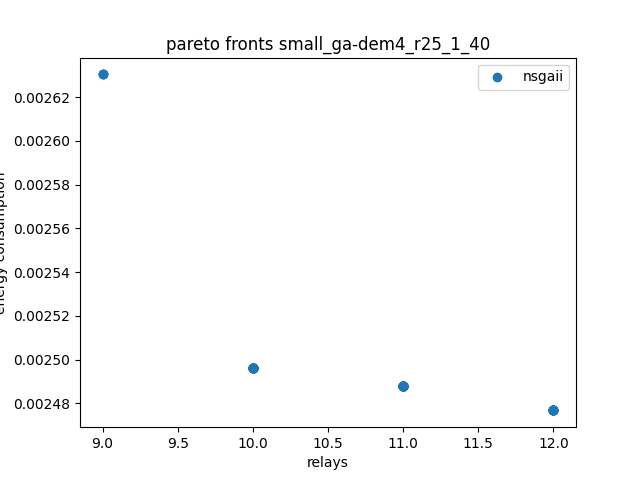 pareto fronts small_ga-dem4_r25_1_40
nsgaii
0.00262
0.00260
0.00258
0.00256
0.00254
0.00252
0.00250
0.00248
energy consumption
9.0 9.5 10.0 10.5 11.0 11.5 12.0
relays